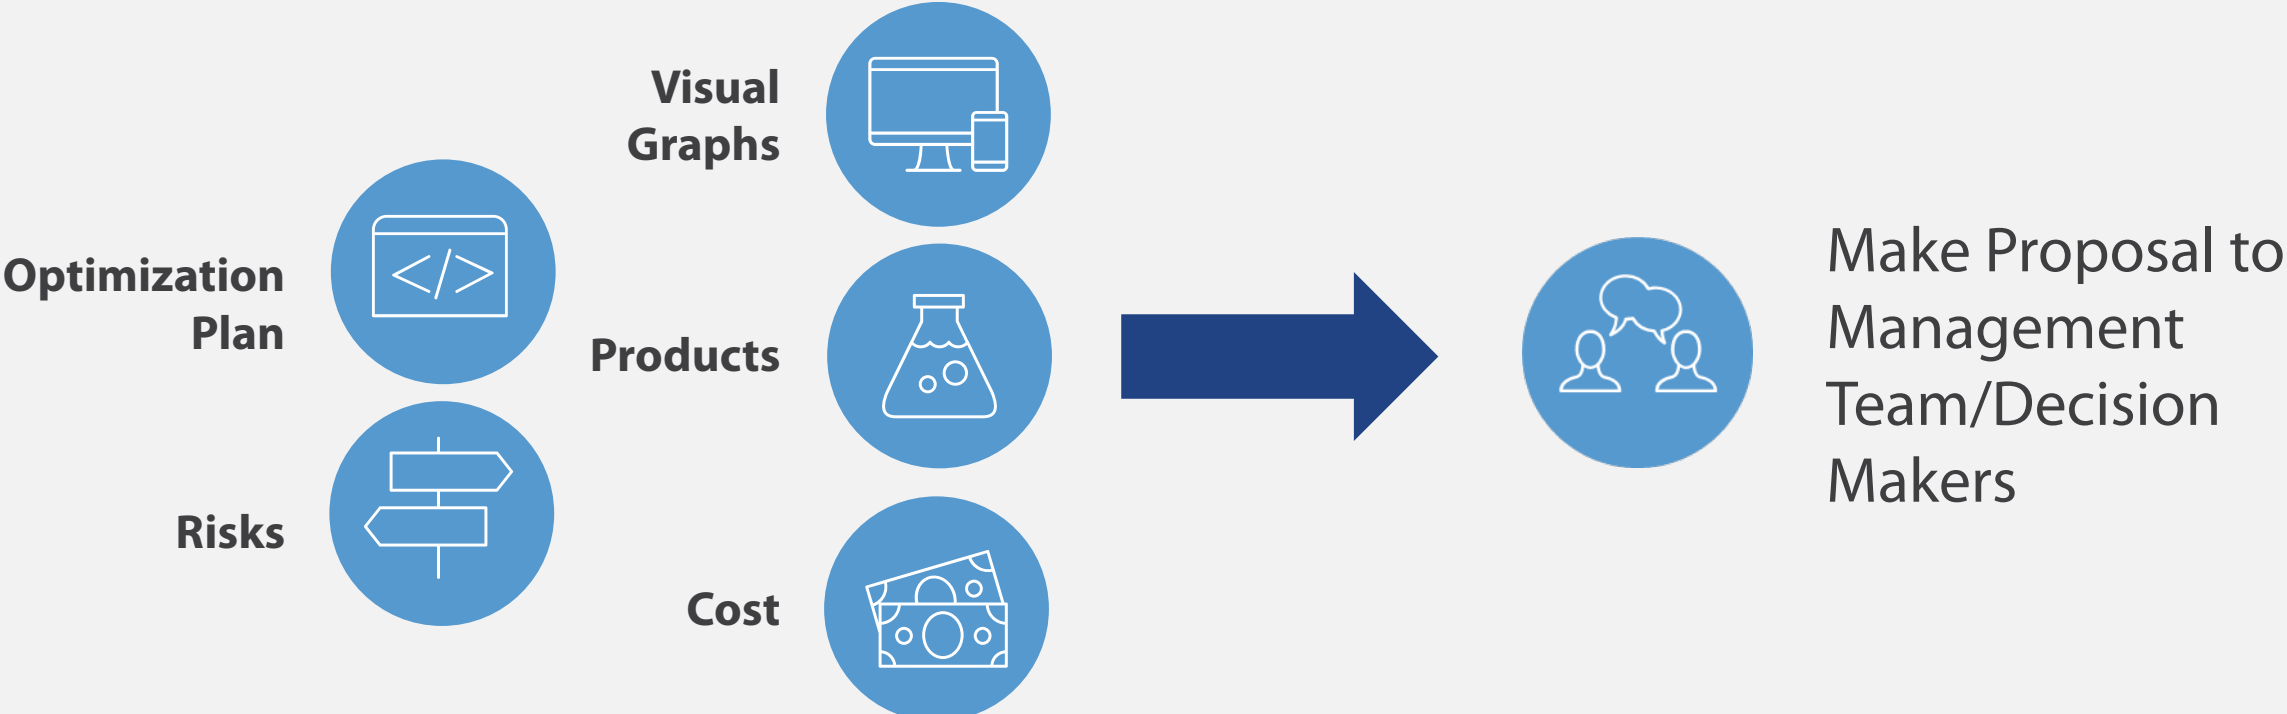 Visual
Graphs
Optimization
Plan
</>
Products
Risks
Cost
Make Proposal to
Management
Team/Decision
Makers